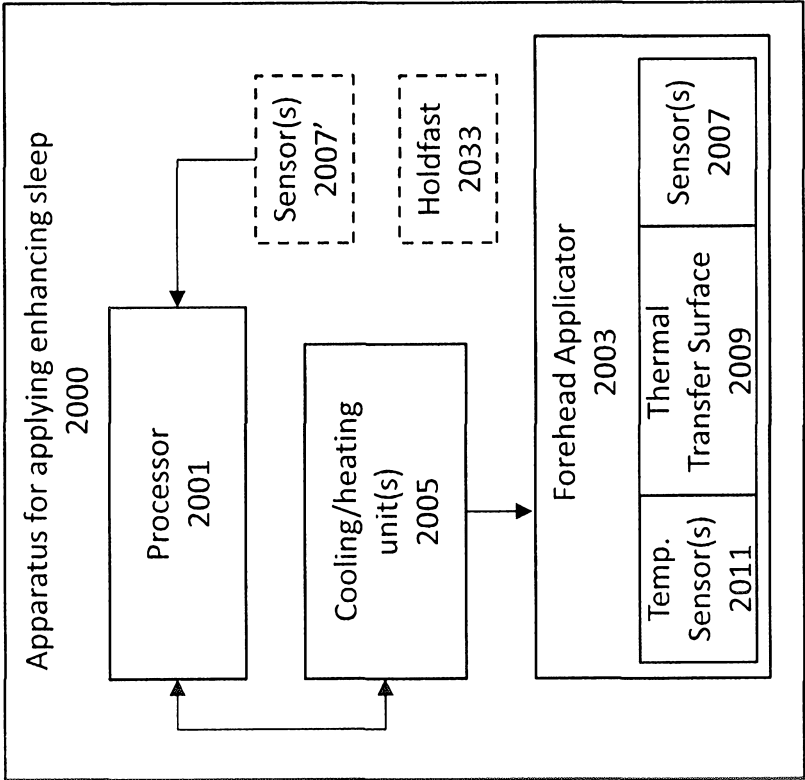 Apparatus for applying enhancing sleep
2000
Processor
2001
Sensor(s)
2007'
Cooling/heating
unit(s)
2005
Holdfast
2033
Forehead Applicator
2003
Temp.
Sensor(s)
2011
Thermal
Transfer Surface
2009
Sensor(s)
2007